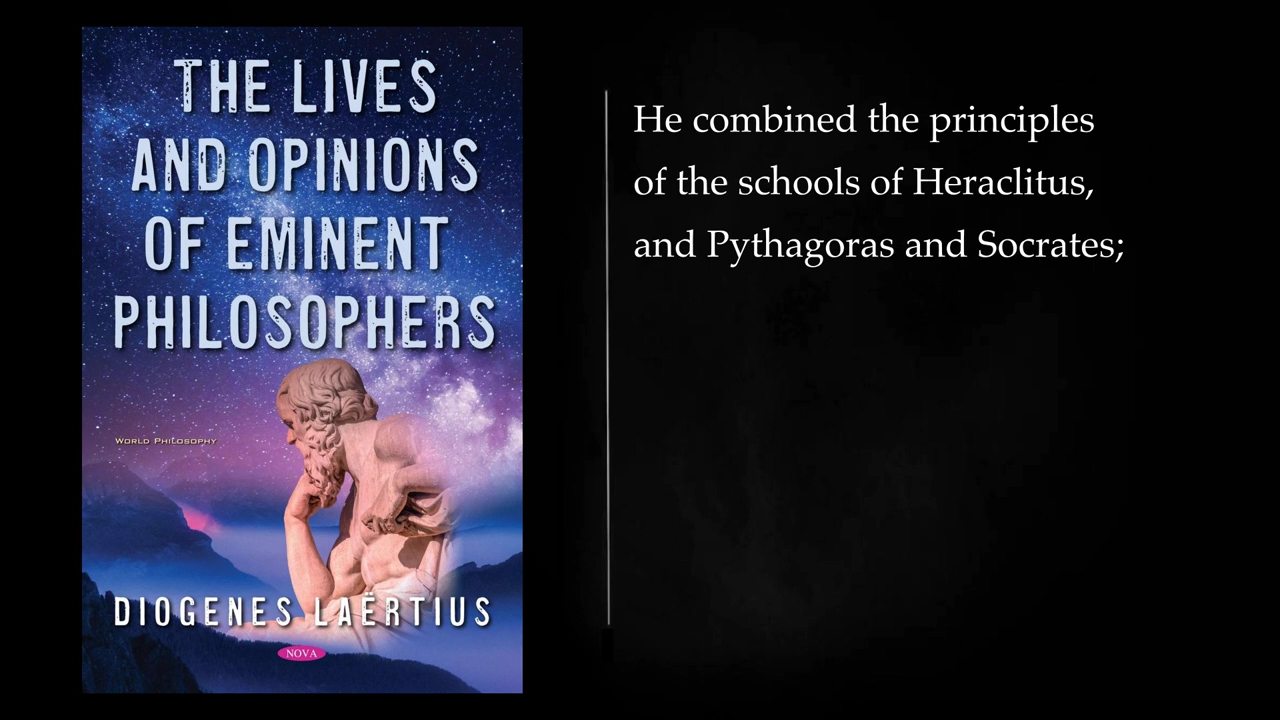 THE LIVES
AND OPINIONS
OF EMINENT
PHILOSOPHERS
WORLD PHILOSOPHY
DIOGENES LAËRTIUS
NOVA
He combined the principles
of the schools of Heraclitus,
and Pythagoras and Socrates;